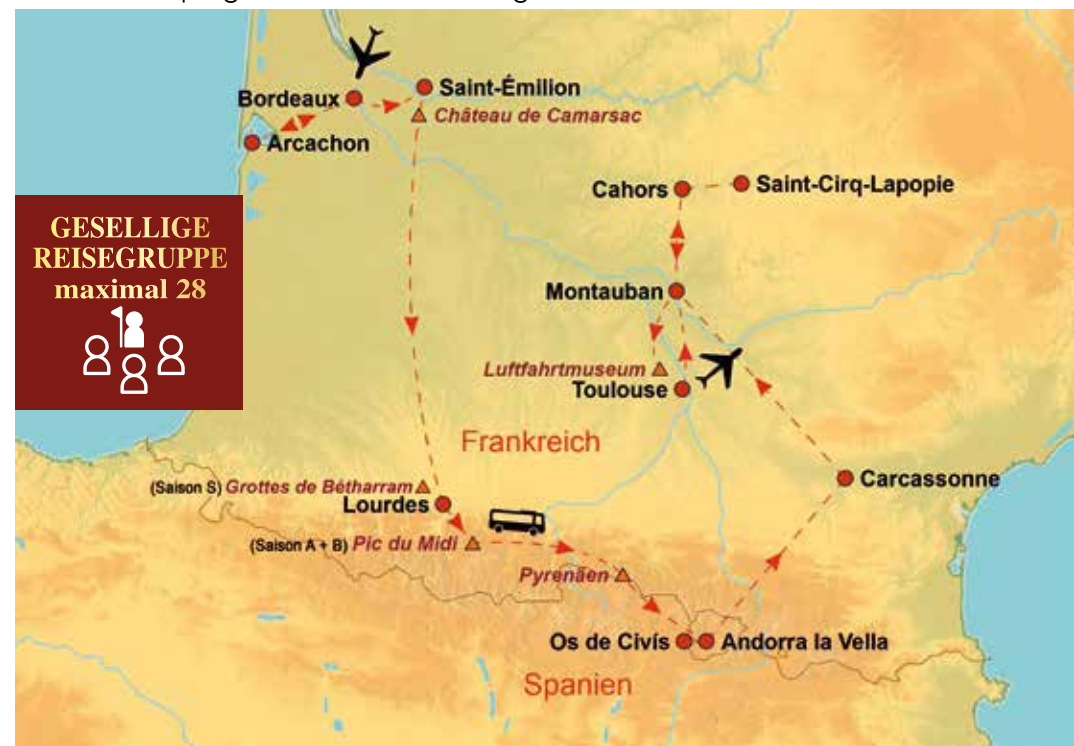 Saint-Émilion
Bordeaux
Château de Camarsac
Arcachon
Cahors
Saint-Cirq-Lapopie
GESELLIGE
REISEGRUPPE
maximal 28
Montauban
Luftfahrtmuseum
Toulouse
Frankreich
Carcassonne
(Saison S) Grottes de Bétharram
Lourdes
(Saison A + B) Pic du Midi
Pyrenäen
Os de Civís
Andorra la Vella
Spanien